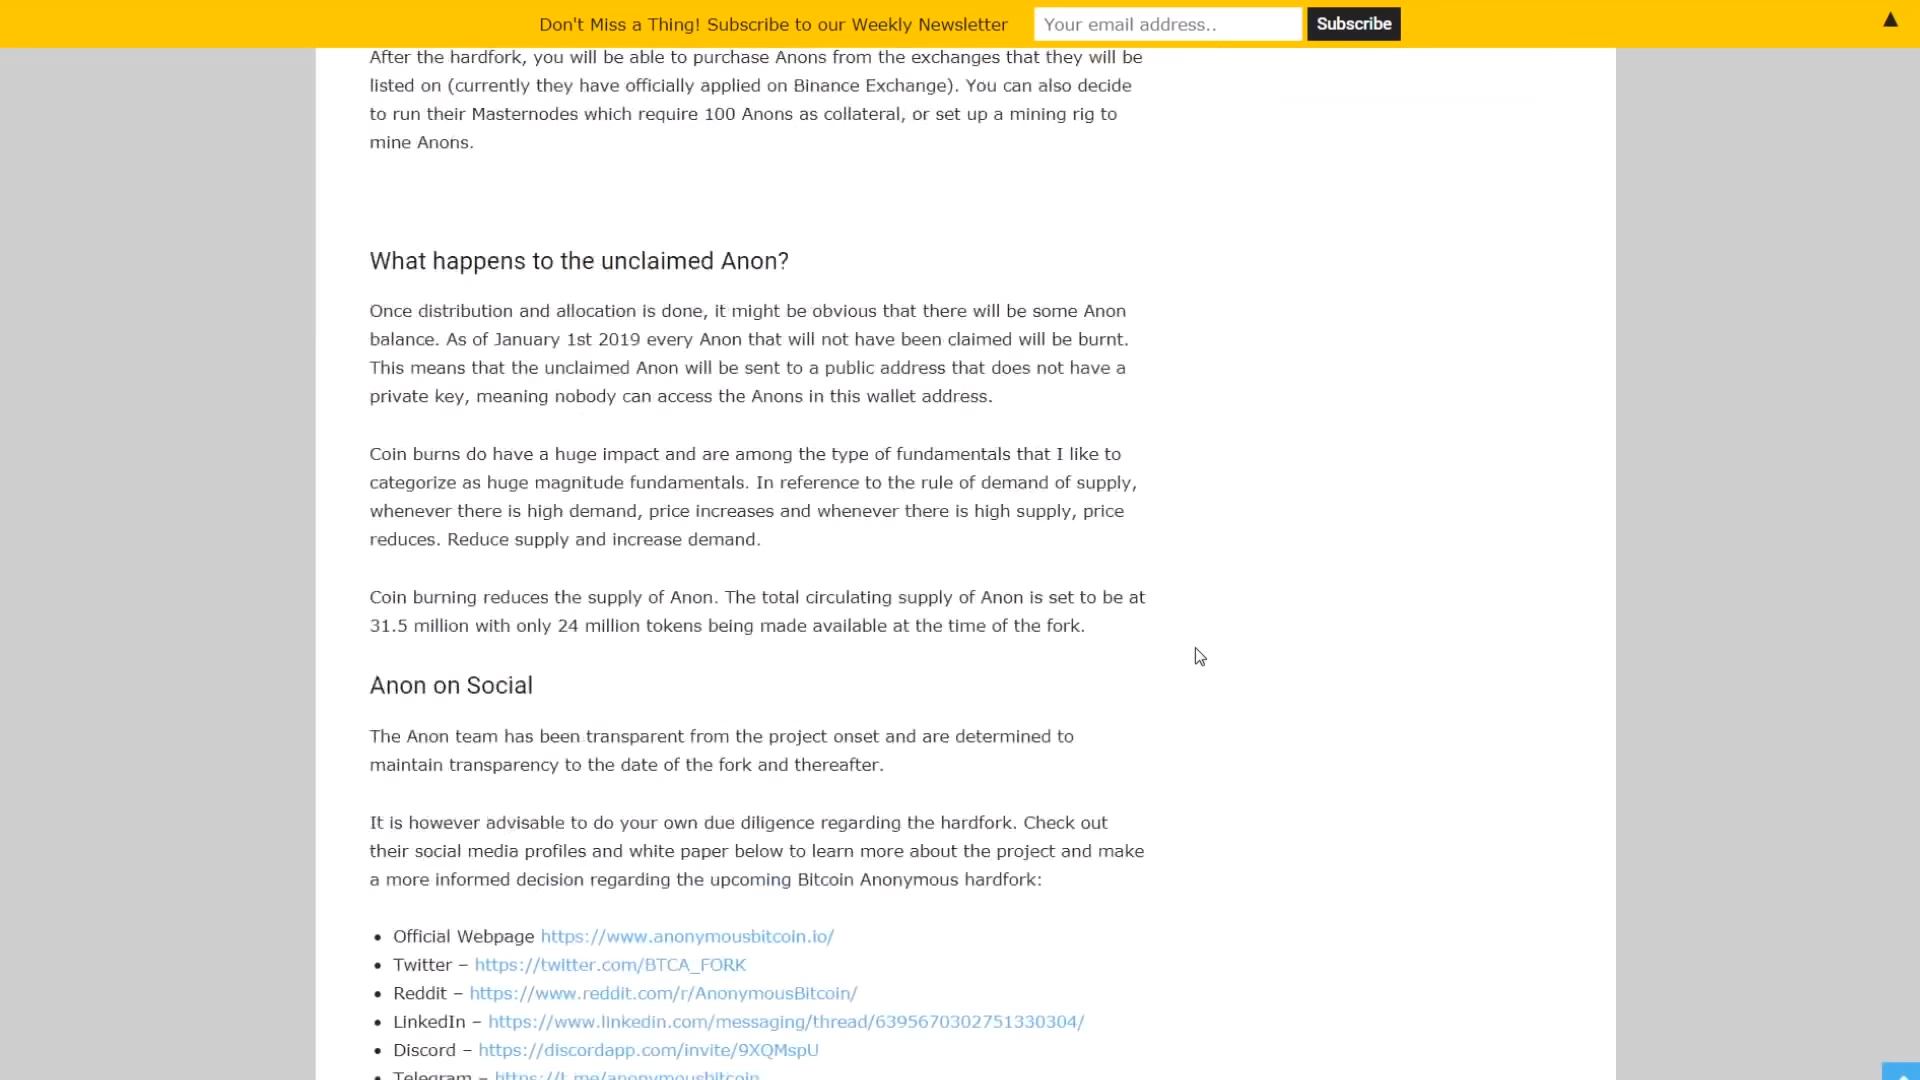 Don't Miss a Thing! Subscribe to our Weekly Newsletter Your email address.. Subscribe ▲
After the hardfork, you will be able to purchase Anons from the exchanges that they will be
listed on (currently they have officially applied on Binance Exchange). You can also decide
to run their Masternodes which require 100 Anons as collateral, or set up a mining rig to
mine Anons.
What happens to the unclaimed Anon?
Once distribution and allocation is done, it might be obvious that there will be some Anon
balance. As of January 1st 2019 every Anon that will not have been claimed will be burnt.
This means that the unclaimed Anon will be sent to a public address that does not have a
private key, meaning nobody can access the Anons in this wallet address.
Coin burns do have a huge impact and are among the type of fundamentals that I like to
categorize as huge magnitude fundamentals. In reference to the rule of demand of supply,
whenever there is high demand, price increases and whenever there is high supply, price
reduces. Reduce supply and increase demand.
Coin burning reduces the supply of Anon. The total circulating supply of Anon is set to be at
31.5 million with only 24 million tokens being made available at the time of the fork.
Anon on Social
The Anon team has been transparent from the project onset and are determined to
maintain transparency to the date of the fork and thereafter.
It is however advisable to do your own due diligence regarding the hardfork. Check out
their social media profiles and white paper below to learn more about the project and make
a more informed decision regarding the upcoming Bitcoin Anonymous hardfork:
• Official Webpage https://www.anonymousbitcoin.io/
• Twitter – https://twitter.com/BTCA_FORK
• Reddit – https://www.reddit.com/r/AnonymousBitcoin/
• LinkedIn – https://www.linkedin.com/messaging/thread/6395670302751330304/
• Discord – https://discordapp.com/invite/9XQMspU
• Telegram – https://t.me/anonymousbitcoin